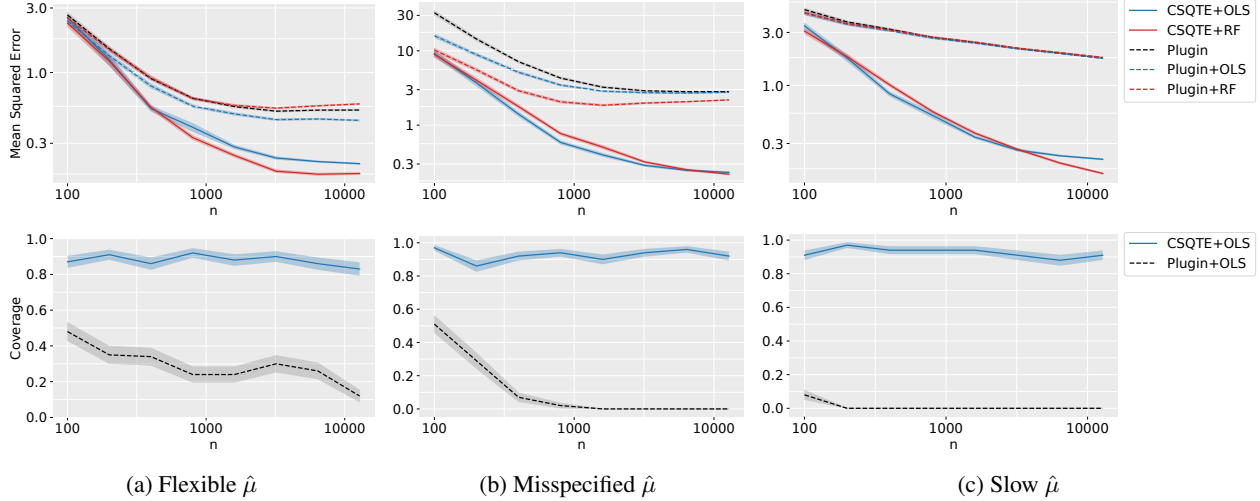 Mean Squared Error
3.0
1.0
0.3
100
1000
10000
n
30
10
3
1
0.3
100
1000
10000
n
3.0
1.0
0.3
100
1000
10000
n
CSQTE+OLS
CSQTE+RF
Plugin
Plugin+OLS
Plugin+RF
Coverage
1.0
0.8
0.6
0.4
0.2
0.0
100
1000
10000
n
1.0
0.8
0.6
0.4
0.2
0.0
100
1000
10000
n
1.0
0.8
0.6
0.4
0.2
0.0
100
1000
10000
n
CSQTE+OLS
Plugin+OLS
(a) Flexible μ̂
(b) Misspecified μ̂
(c) Slow μ̂